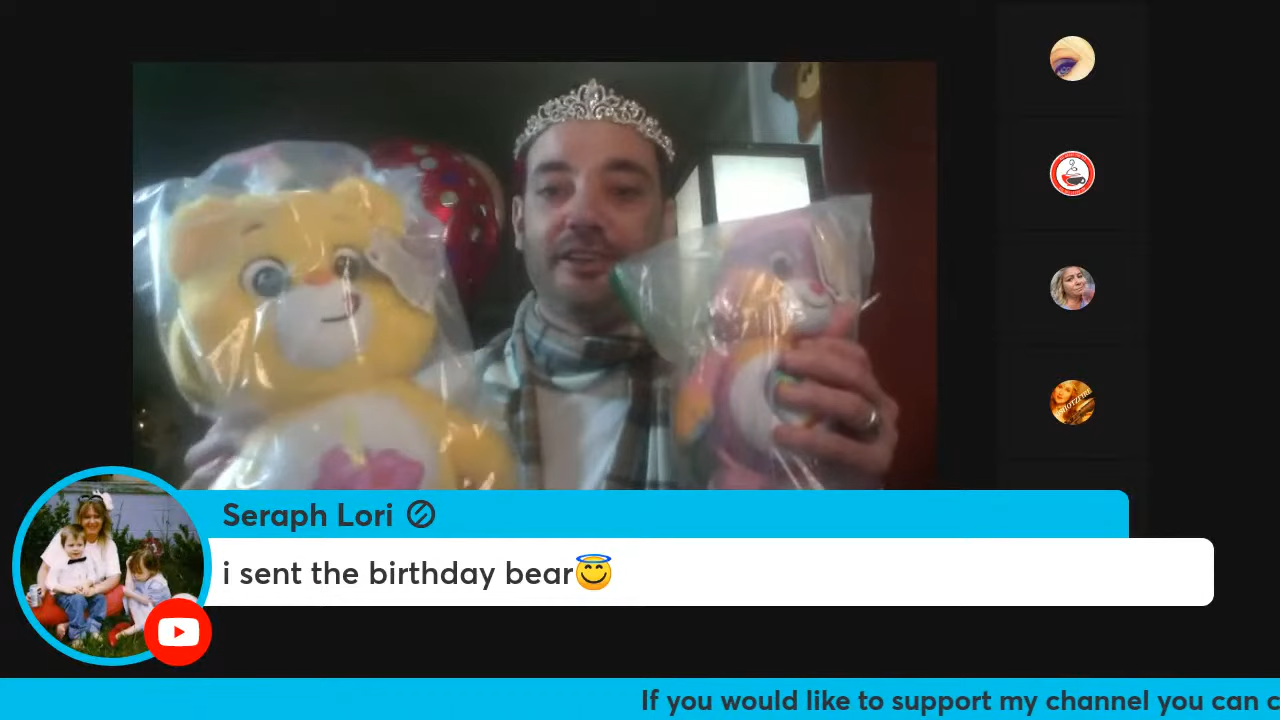 Seraph Lori
i sent the birthday bear😇
If you would like to support my channel you can c